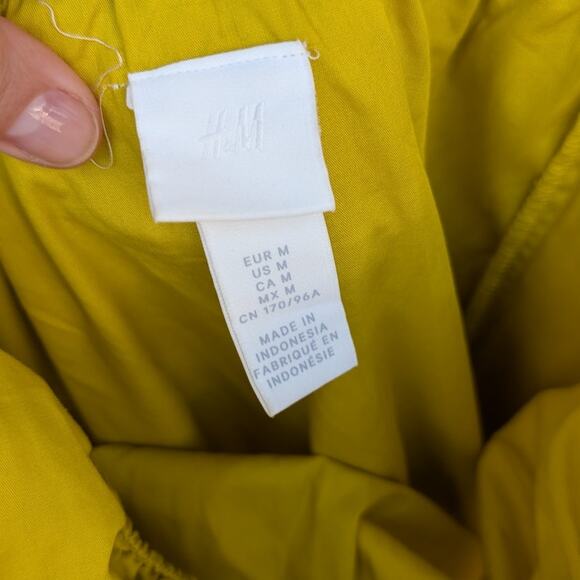 H&M
EUR M
US M
CA M
MX M
CN 170/96A
MADE IN
INDONESIA
FABRIQUÉ EN
INDONÉSIE